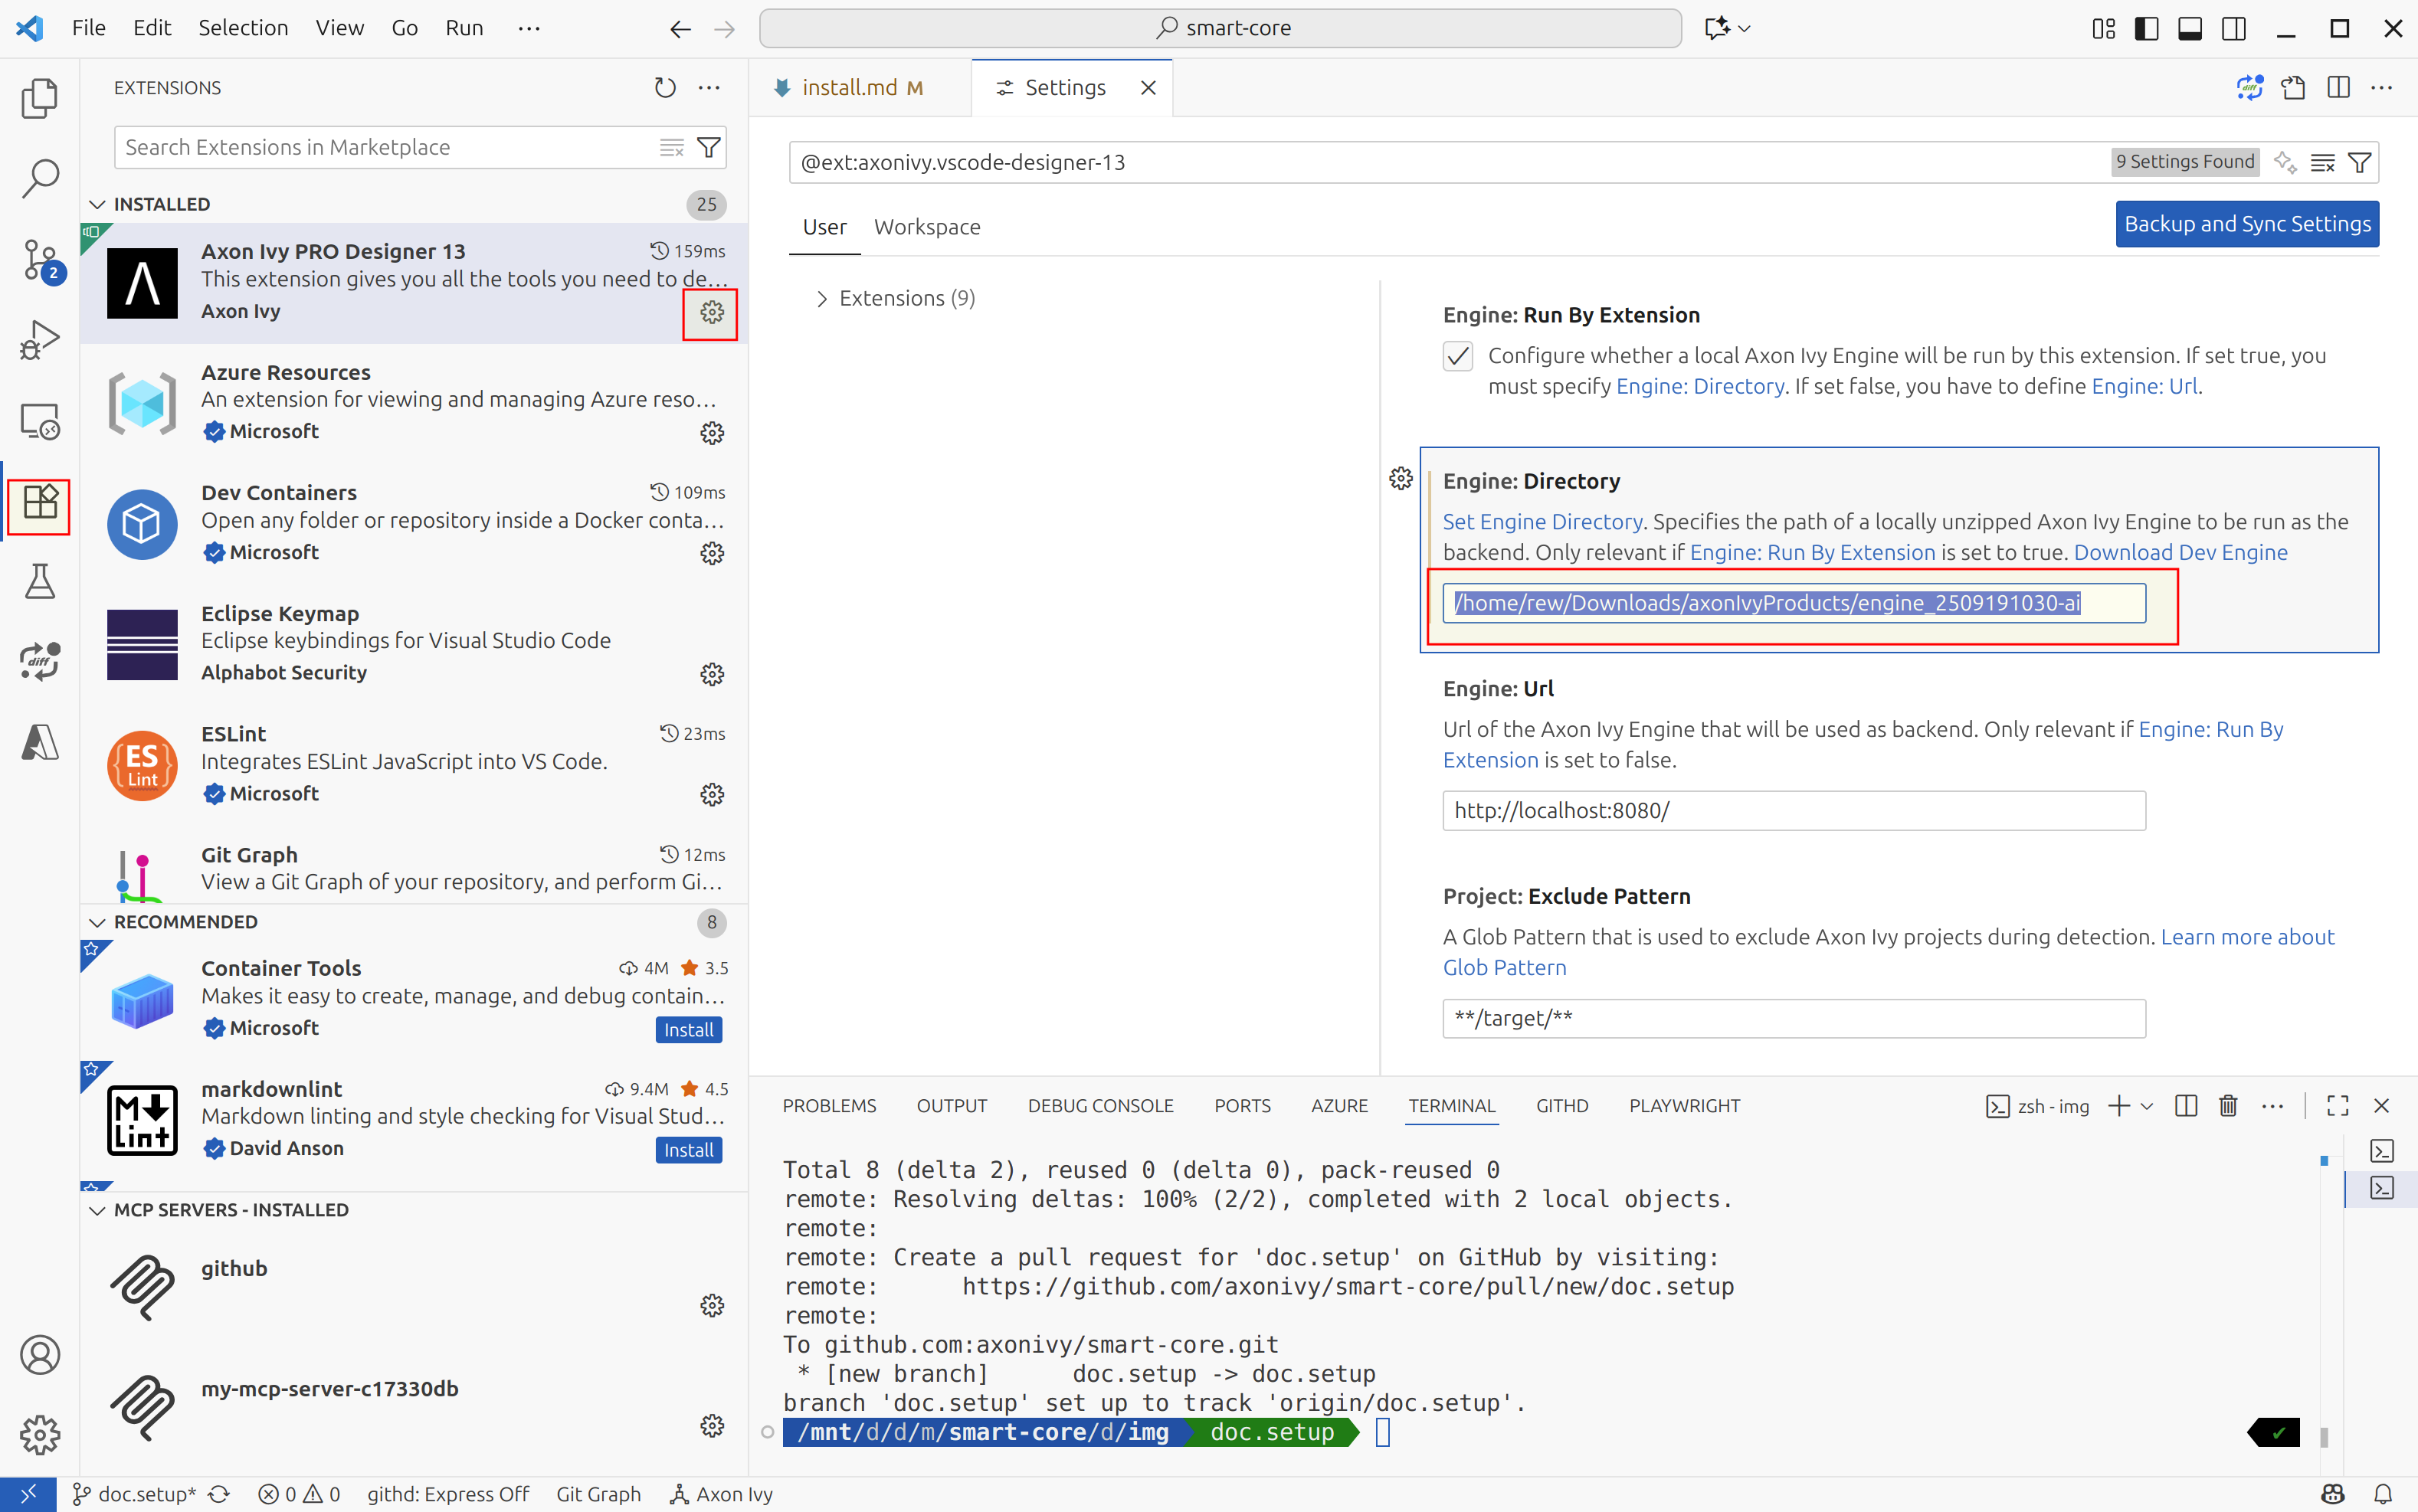 File Edit Selection View Go Run ···
smart-core
EXTENSIONS
Search Extensions in Marketplace
INSTALLED 25
Axon Ivy PRO Designer 13 159ms
This extension gives you all the tools you need to de...
Axon Ivy
Azure Resources
An extension for viewing and managing Azure reso...
Microsoft
Dev Containers 109ms
Open any folder or repository inside a Docker conta...
Microsoft
Eclipse Keymap
Eclipse keybindings for Visual Studio Code
Alphabot Security
ESLint 23ms
Integrates ESLint JavaScript into VS Code.
Microsoft
ES
Lint
Git Graph 12ms
View a Git Graph of your repository, and perform Gi...
RECOMMENDED 8
Container Tools 4M 3.5
Makes it easy to create, manage, and debug contain...
Microsoft Install
markdownlint 9.4M 4.5
Markdown linting and style checking for Visual Stud...
David Anson Install
M
Lint
MCP SERVERS - INSTALLED
github
my-mcp-server-c17330db
2
diff
install.md M
Settings
diff
@ext:axonivy.vscode-designer-13 9 Settings Found
User Workspace Backup and Sync Settings
Extensions (9)
Engine: Run By Extension
Configure whether a local Axon Ivy Engine will be run by this extension. If set true, you
must specify Engine: Directory. If set false, you have to define Engine: Url.
Engine: Directory
Set Engine Directory. Specifies the path of a locally unzipped Axon Ivy Engine to be run as the
backend. Only relevant if Engine: Run By Extension is set to true. Download Dev Engine
/home/rew/Downloads/axonIvyProducts/engine_2509191030-ai
Engine: Url
Url of the Axon Ivy Engine that will be used as backend. Only relevant if Engine: Run By
Extension is set to false.
http://localhost:8080/
Project: Exclude Pattern
A Glob Pattern that is used to exclude Axon Ivy projects during detection. Learn more about
Glob Pattern
**/target/**
PROBLEMS OUTPUT DEBUG CONSOLE PORTS AZURE TERMINAL GITHD PLAYWRIGHT zsh - img
Total 8 (delta 2), reused 0 (delta 0), pack-reused 0
remote: Resolving deltas: 100% (2/2), completed with 2 local objects.
remote:
remote: Create a pull request for 'doc.setup' on GitHub by visiting:
remote:      https://github.com/axonivy/smart-core/pull/new/doc.setup
remote:
To github.com:axonivy/smart-core.git
 * [new branch]      doc.setup -> doc.setup
branch 'doc.setup' set up to track 'origin/doc.setup'.
/mnt/d/d/m/smart-core/d/img doc.setup
doc.setup* 0 0 githd: Express Off Git Graph Axon Ivy